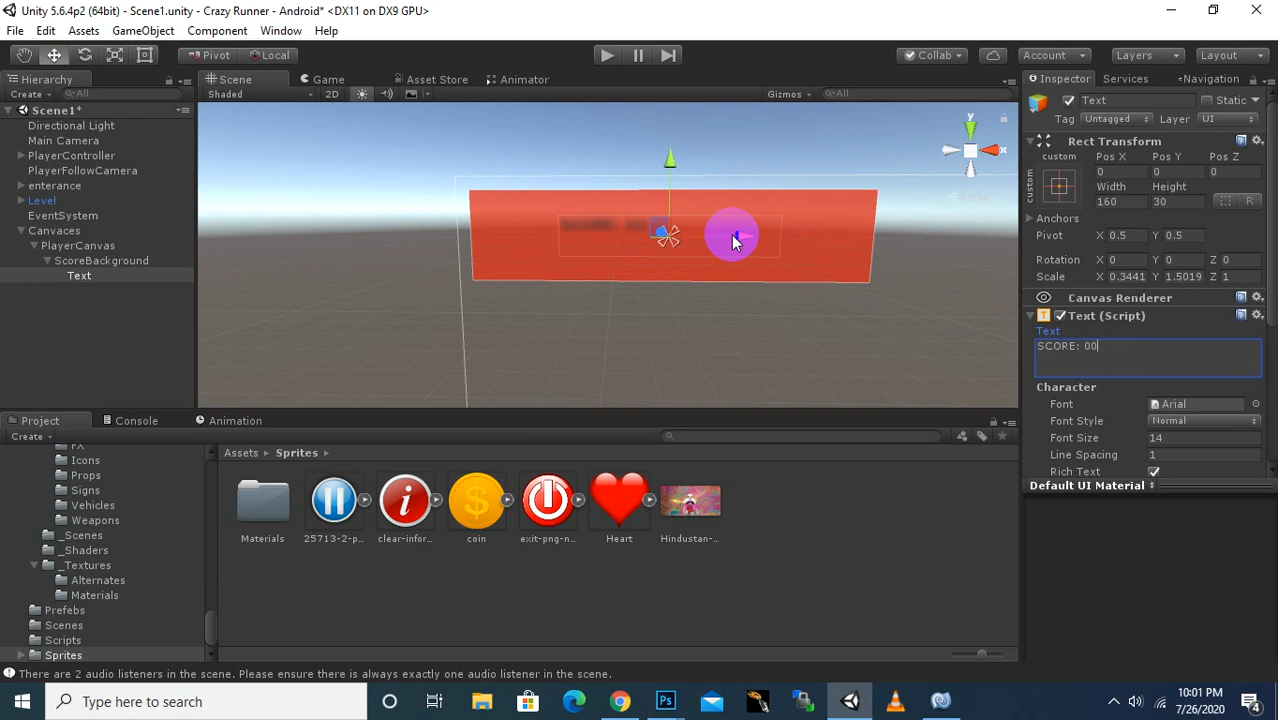 Unity 5.6.4p2 (64bit) - Scene1.unity - Crazy Runner - Android* <DX11 on DX9 GPU>
File Edit Assets GameObject Component Window Help
Pivot Local Collab Account Layers Layout
Hierarchy Scene Game Asset Store Animator Inspector Services Navigation
Create All Shaded 2D Gizmos All Text Static
Tag Untagged Layer UI
Scene1*
Directional Light
Main Camera
PlayerController
PlayerFollowCamera
enterance
Level
EventSystem
Canvaces
PlayerCanvas
ScoreBackground
Text
y
x
Persp
SCORE: 00
Rect Transform
custom Pos X Pos Y Pos Z
custom
0 0 0
Width Height
160 30
R
Anchors
Pivot X 0.5 Y 0.5
Rotation X 0 Y 0 Z 0
Scale X 0.3441 Y 1.5019 Z 1
Canvas Renderer
Text (Script)
Text
SCORE: 00
Character
Font Arial
Font Style Normal
Font Size 14
Line Spacing 1
Rich Text
Default UI Material
Project Console Animation
Create
FX
Icons
Props
Signs
Vehicles
Weapons
_Scenes
_Shaders
_Textures
Alternates
Materials
Prefebs
Scenes
Scripts
Sprites
Assets Sprites
Materials 25713-2-p... clear-infor... coin exit-png-n... Heart Hindustan-...
There are 2 audio listeners in the scene. Please ensure there is always exactly one audio listener in the scene.
Type here to search
Ps
10:01 PM
7/26/2020
4